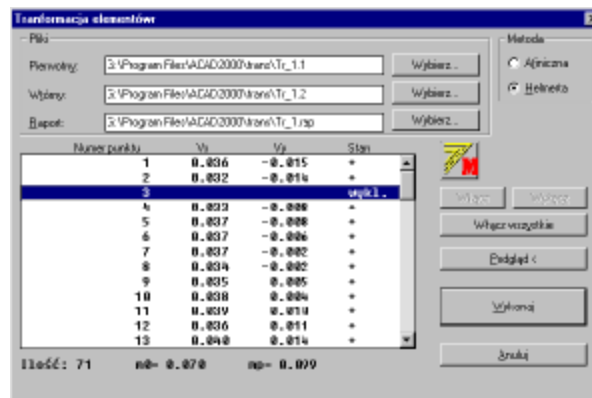 Tranformacja elementów
Pliki
Metoda
Pierwotny:
S:\Program Files\ACAD2000\trans\Tr_1.1
Wybierz...
Afiniczna
Wtórny:
S:\Program Files\ACAD2000\trans\Tr_1.2
Wybierz...
Helmerta
Raport:
S:\Program Files\ACAD2000\trans\Tr_1.rap
Wybierz...
Numer punktu Vx Vy Stan
1 0.036 -0.015 +
2 0.032 -0.014 +
3 wykl.
4 0.033 -0.008 +
5 0.037 -0.008 +
6 0.037 -0.006 +
7 0.037 -0.002 +
8 0.034 -0.002 +
9 0.035 0.005 +
10 0.038 0.004 +
11 0.039 0.010 +
12 0.036 0.011 +
13 0.040 0.014 +
M
Włącz Wyłącz
Włącz wszystkie
Podgląd <
Wykonaj
Anuluj
Ilość: 71 m0= 0.070 mp= 0.099